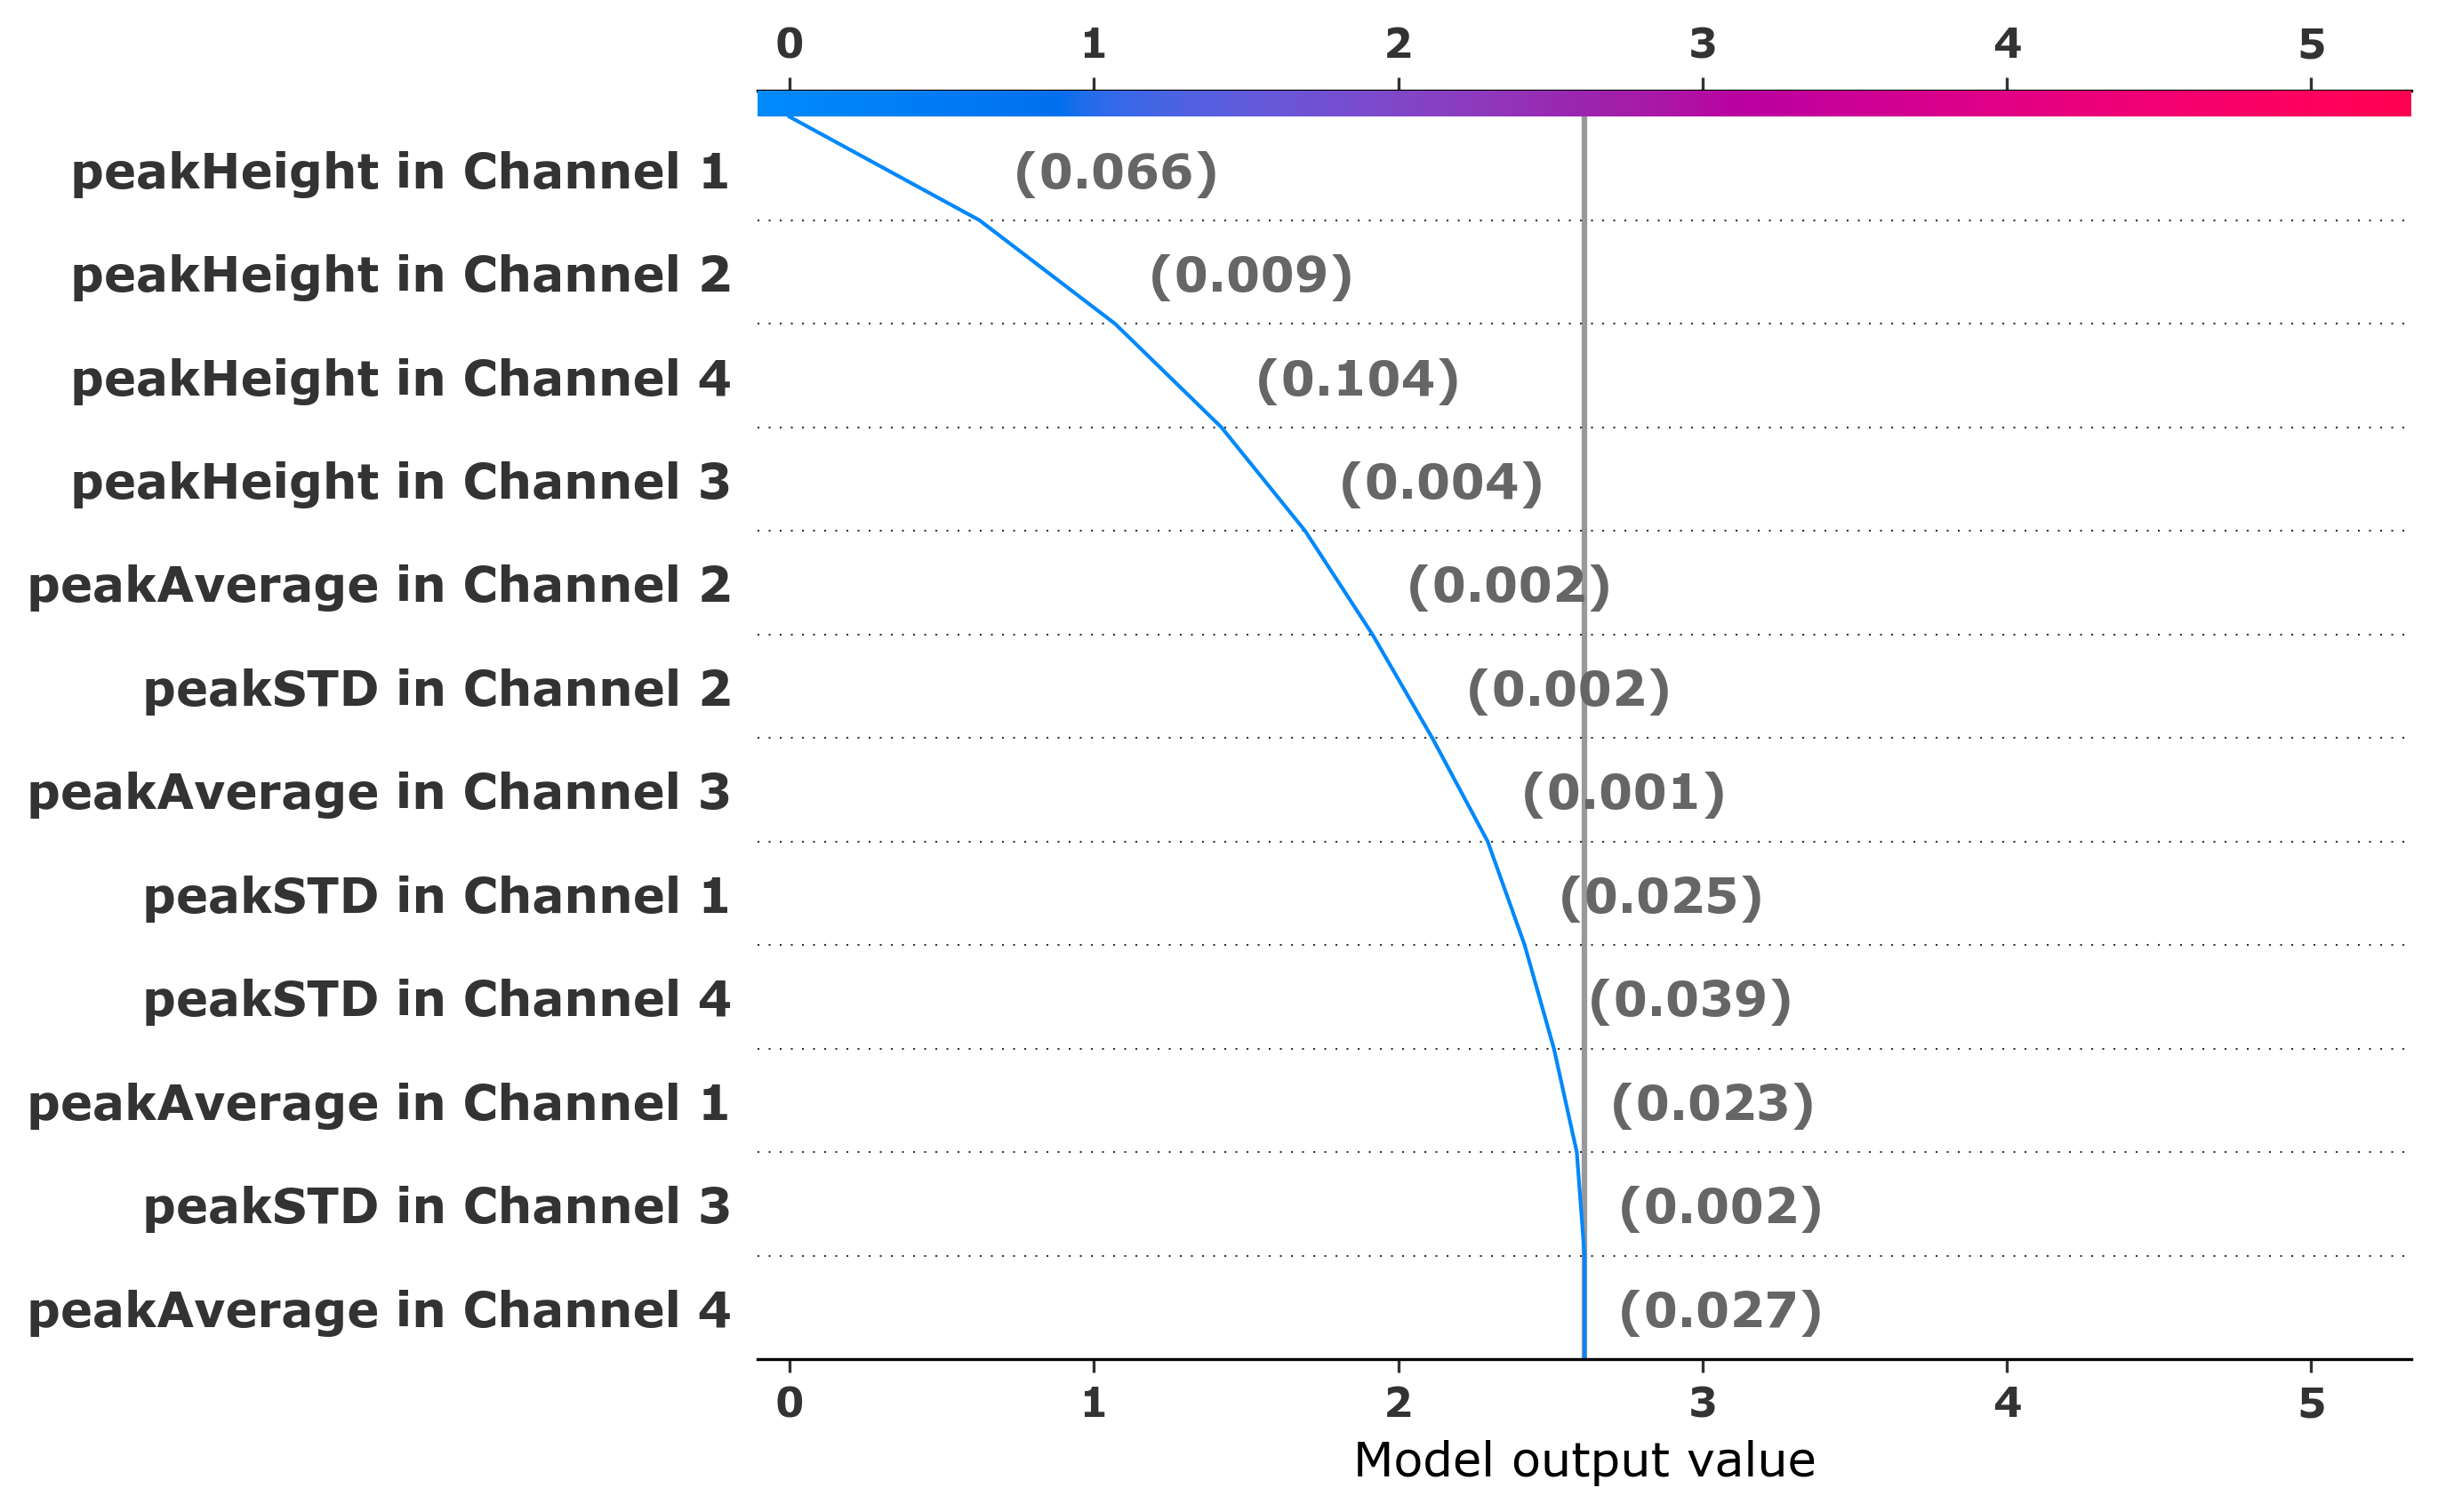 0 1 2 3 4 5
peakHeight in Channel 1 (0.066)
peakHeight in Channel 2 (0.009)
peakHeight in Channel 4 (0.104)
peakHeight in Channel 3 (0.004)
peakAverage in Channel 2 (0.002)
peakSTD in Channel 2 (0.002)
peakAverage in Channel 3 (0.001)
peakSTD in Channel 1 (0.025)
peakSTD in Channel 4 (0.039)
peakAverage in Channel 1 (0.023)
peakSTD in Channel 3 (0.002)
peakAverage in Channel 4 (0.027)
0 1 2 3 4 5
Model output value